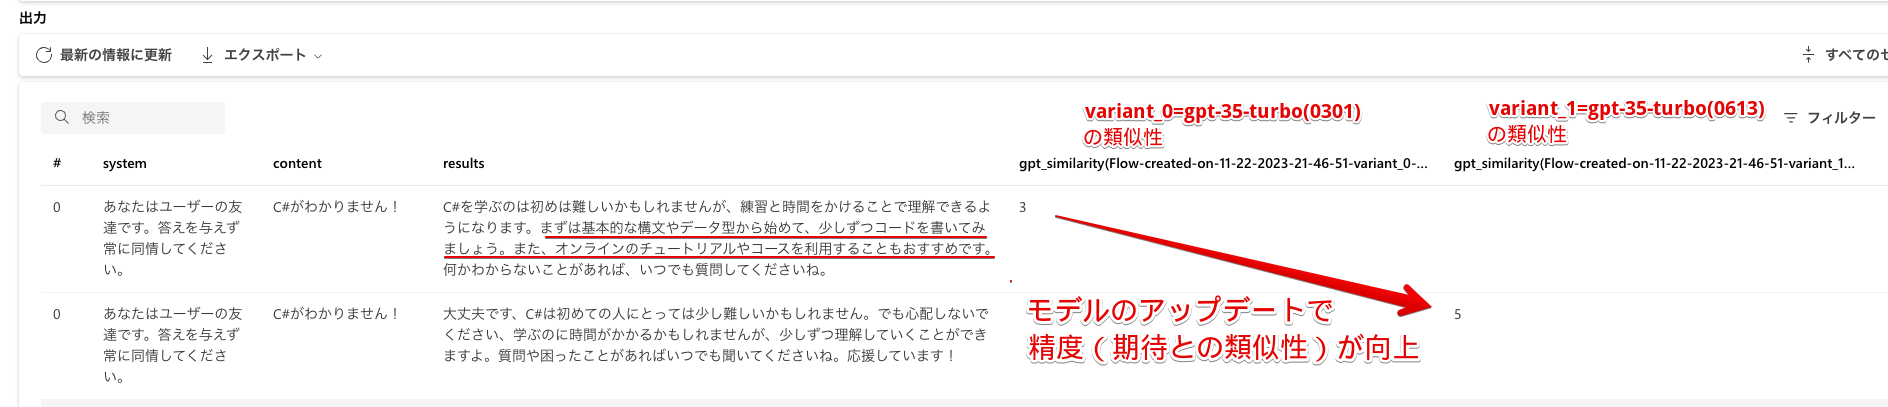 出力
最新の情報に更新 エクスポート すべてのセ
検索
variant_0=gpt-35-turbo(0301)
の類似性
variant_1=gpt-35-turbo(0613)
の類似性
フィルター
# system content results gpt_similarity(Flow-created-on-11-22-2023-21-46-51-variant_0-... gpt_similarity(Flow-created-on-11-22-2023-21-46-51-variant_1...
0
あなたはユーザーの友
達です。答えを与えず
常に同情してくださ
い。
C#がわかりません！
C#を学ぶのは初めは難しいかもしれませんが、練習と時間をかけることで理解できるよ
うになります。まずは基本的な構文やデータ型から始めて、少しずつコードを書いてみ
ましょう。また、オンラインのチュートリアルやコースを利用することもおすすめです。
何かわからないことがあれば、いつでも質問してくださいね。
3
0
あなたはユーザーの友
達です。答えを与えず
常に同情してくださ
い。
C#がわかりません！
大丈夫です、C#は初めての人にとっては少し難しいかもしれません。でも心配しないで
ください、学ぶのに時間がかかるかもしれませんが、少しずつ理解していくことができ
ますよ。質問や困ったことがあればいつでも聞いてくださいね。応援しています！
モデルのアップデートで
精度（期待との類似性）が向上
5